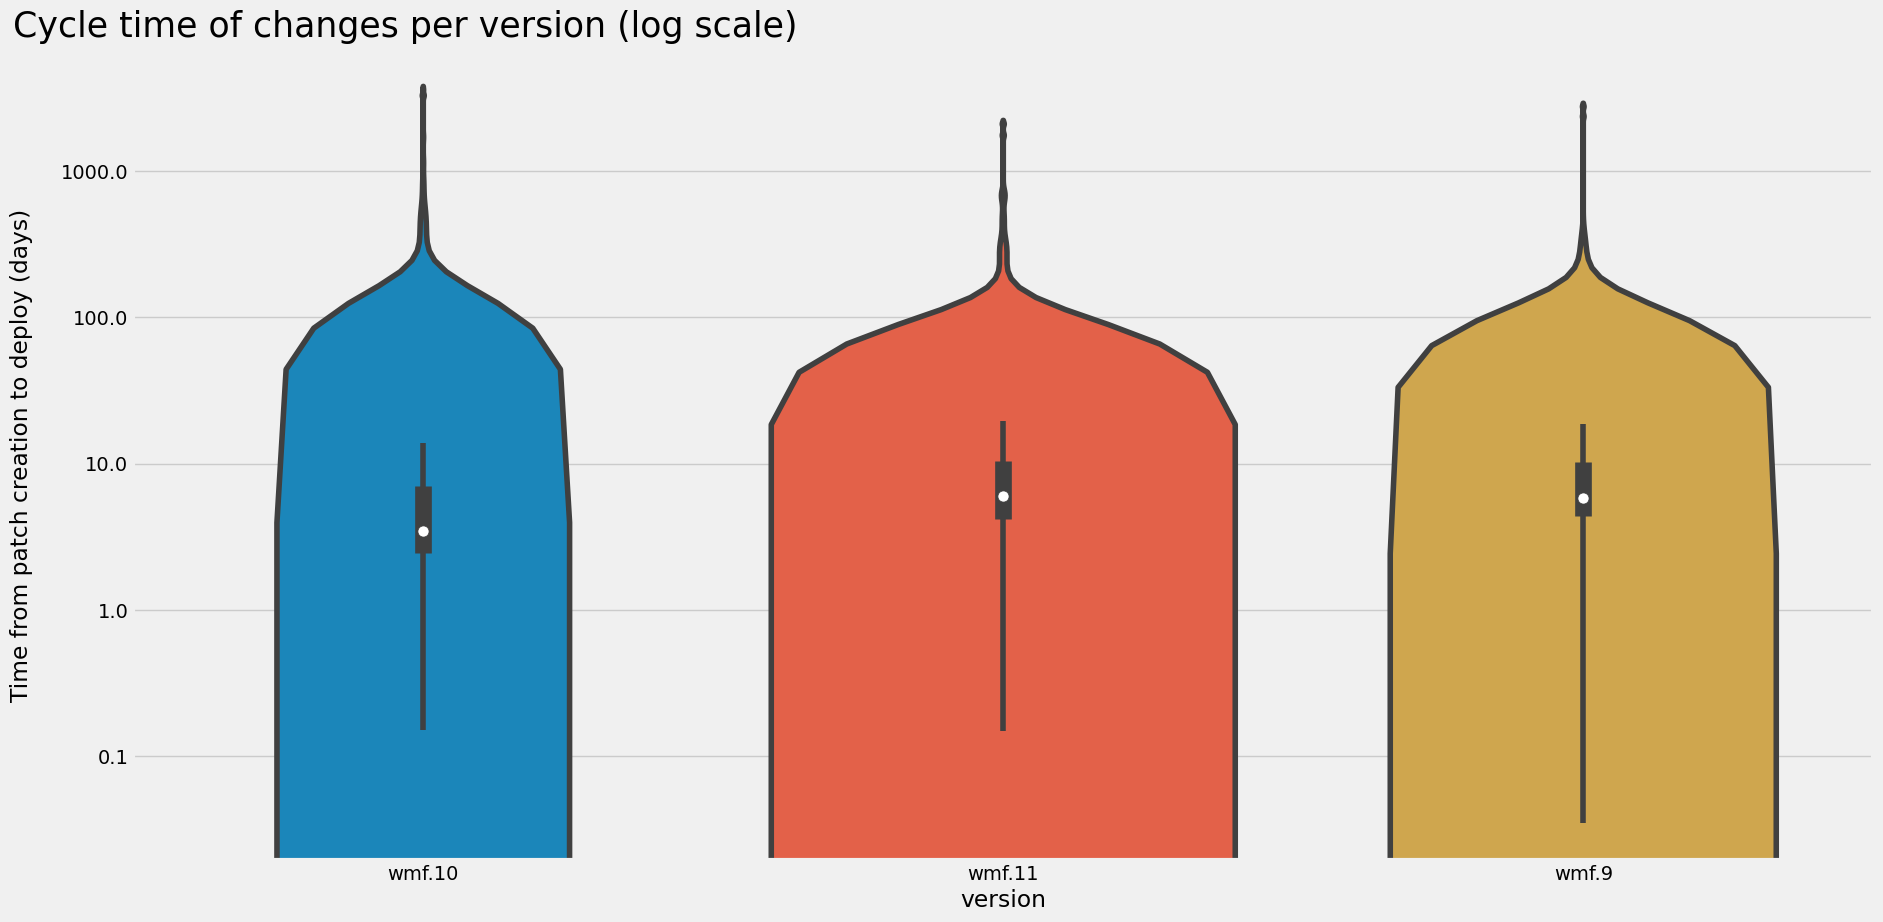 Cycle time of changes per version (log scale)
Time from patch creation to deploy (days)
1000.0
100.0
10.0
1.0
0.1
wmf.10
wmf.11
wmf.9
version